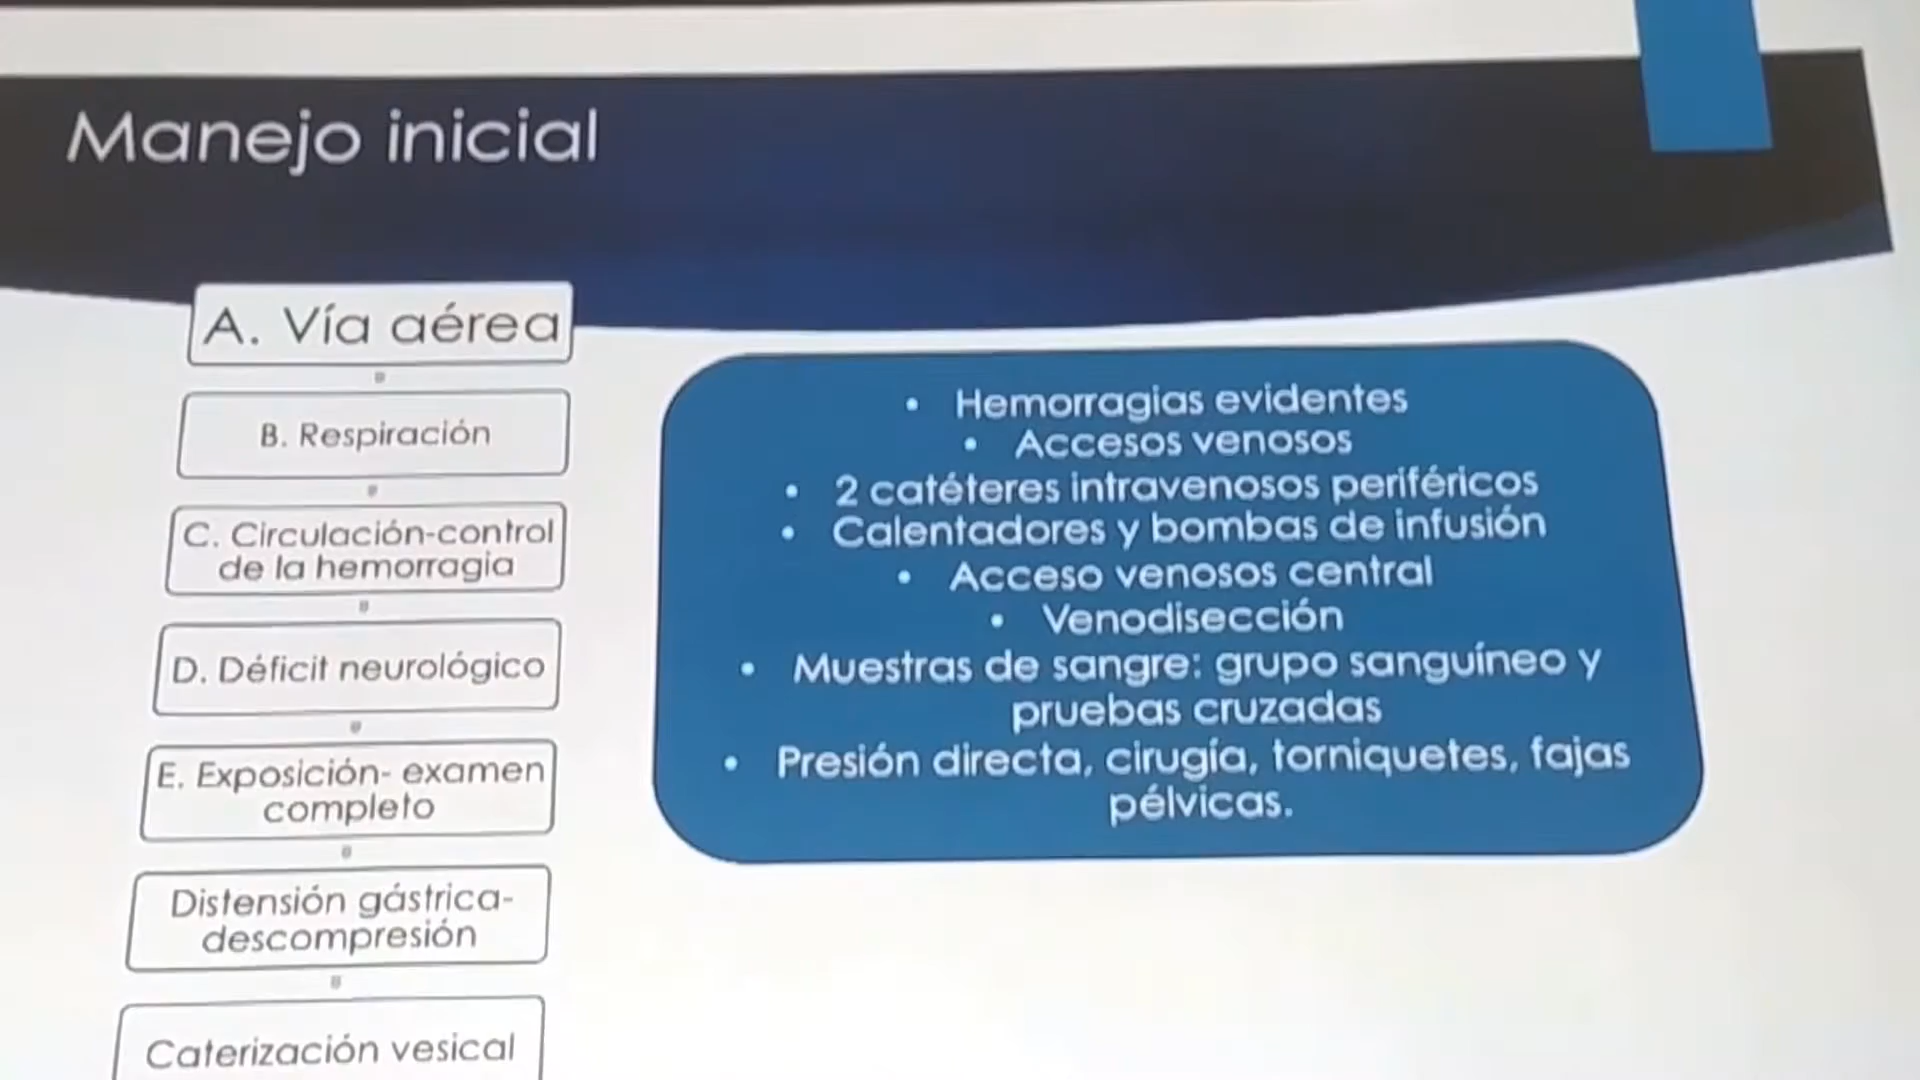 Manejo inicial
A. Vía aérea
B. Respiración
C. Circulación-control
de la hemorragia
D. Déficit neurológico
E. Exposición- examen
completo
Distensión gástrica-
descompresión
Caterización vesical
• Hemorragias evidentes
• Accesos venosos
• 2 catéteres intravenosos periféricos
• Calentadores y bombas de infusión
• Acceso venosos central
• Venodisección
• Muestras de sangre: grupo sanguíneo y
pruebas cruzadas
• Presión directa, cirugía, torniquetes, fajas
pélvicas.